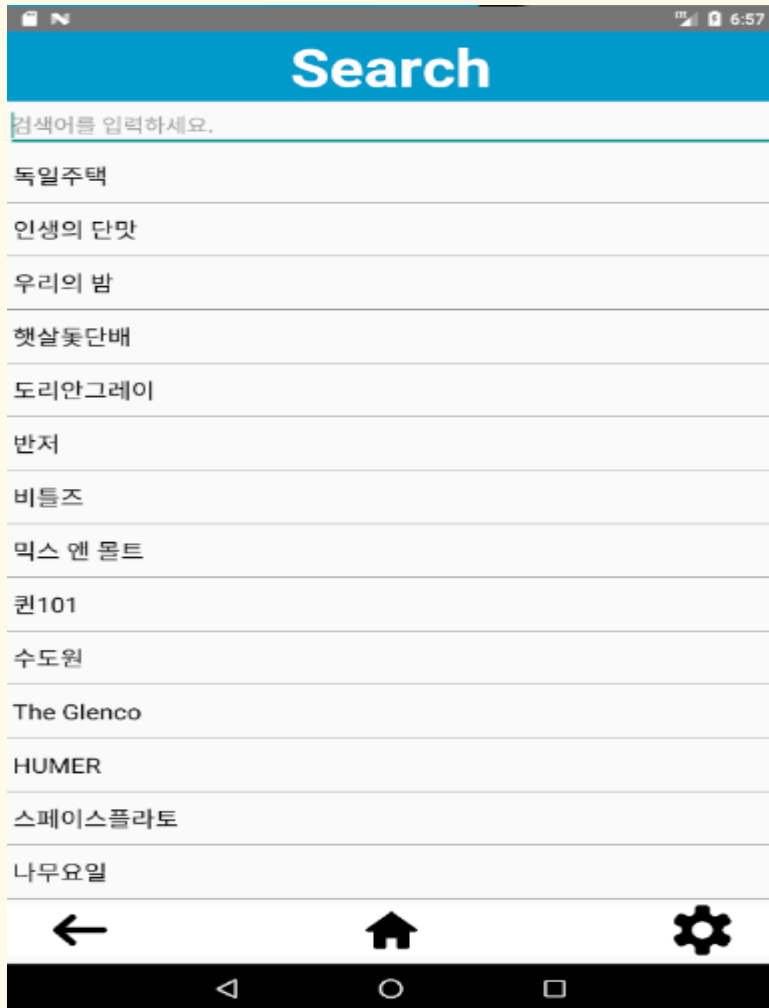 6:57
Search
검색어를 입력하세요.
독일주택
인생의 단맛
우리의 밤
햇살돛단배
도리안그레이
반저
비틀즈
믹스 앤 몰트
퀸101
수도원
The Glenco
HUMER
스페이스플라토
나무요일